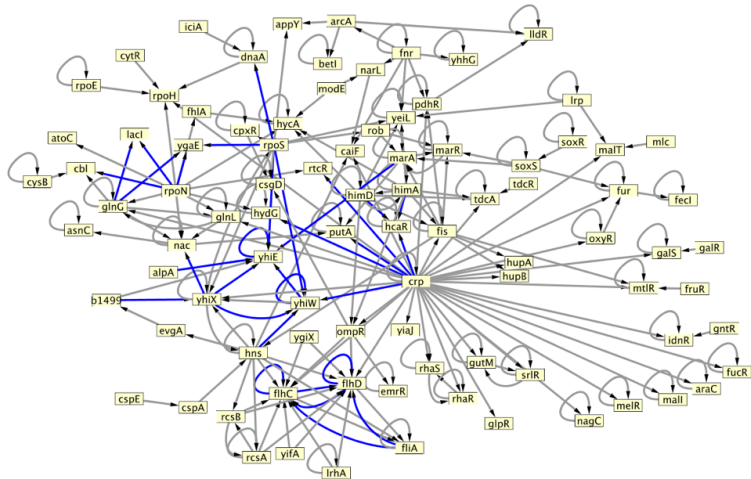 iciA
appY
arcA
lldR
cytR
dnaA
betI
fnr
yhhG
narL
rpoE
rpoH
modE
pdhR
lrp
fhlA
hycA
yeiL
lacI
cpxR
rob
atoC
ygaE
rpoS
caiF
marR
soxR
malT
mlc
marA
soxS
cbl
rtcR
cysB
rpoN
csgD
himD
himA
tdcR
fur
fecI
glnG
glnL
hydG
tdcA
asnC
nac
putA
hcaR
fis
oxyR
yhiE
galS
galR
hupA
alpA
hupB
crp
mtlR
fruR
b1499
yhiX
yhiW
evgA
ygiX
ompR
yiaJ
idnR
gntR
hns
rhaS
gutM
srlR
fucR
flhC
flhD
emrR
araC
cspE
cspA
rhaR
malI
melR
rcsB
glpR
nagC
fliA
rcsA
yifA
lrhA